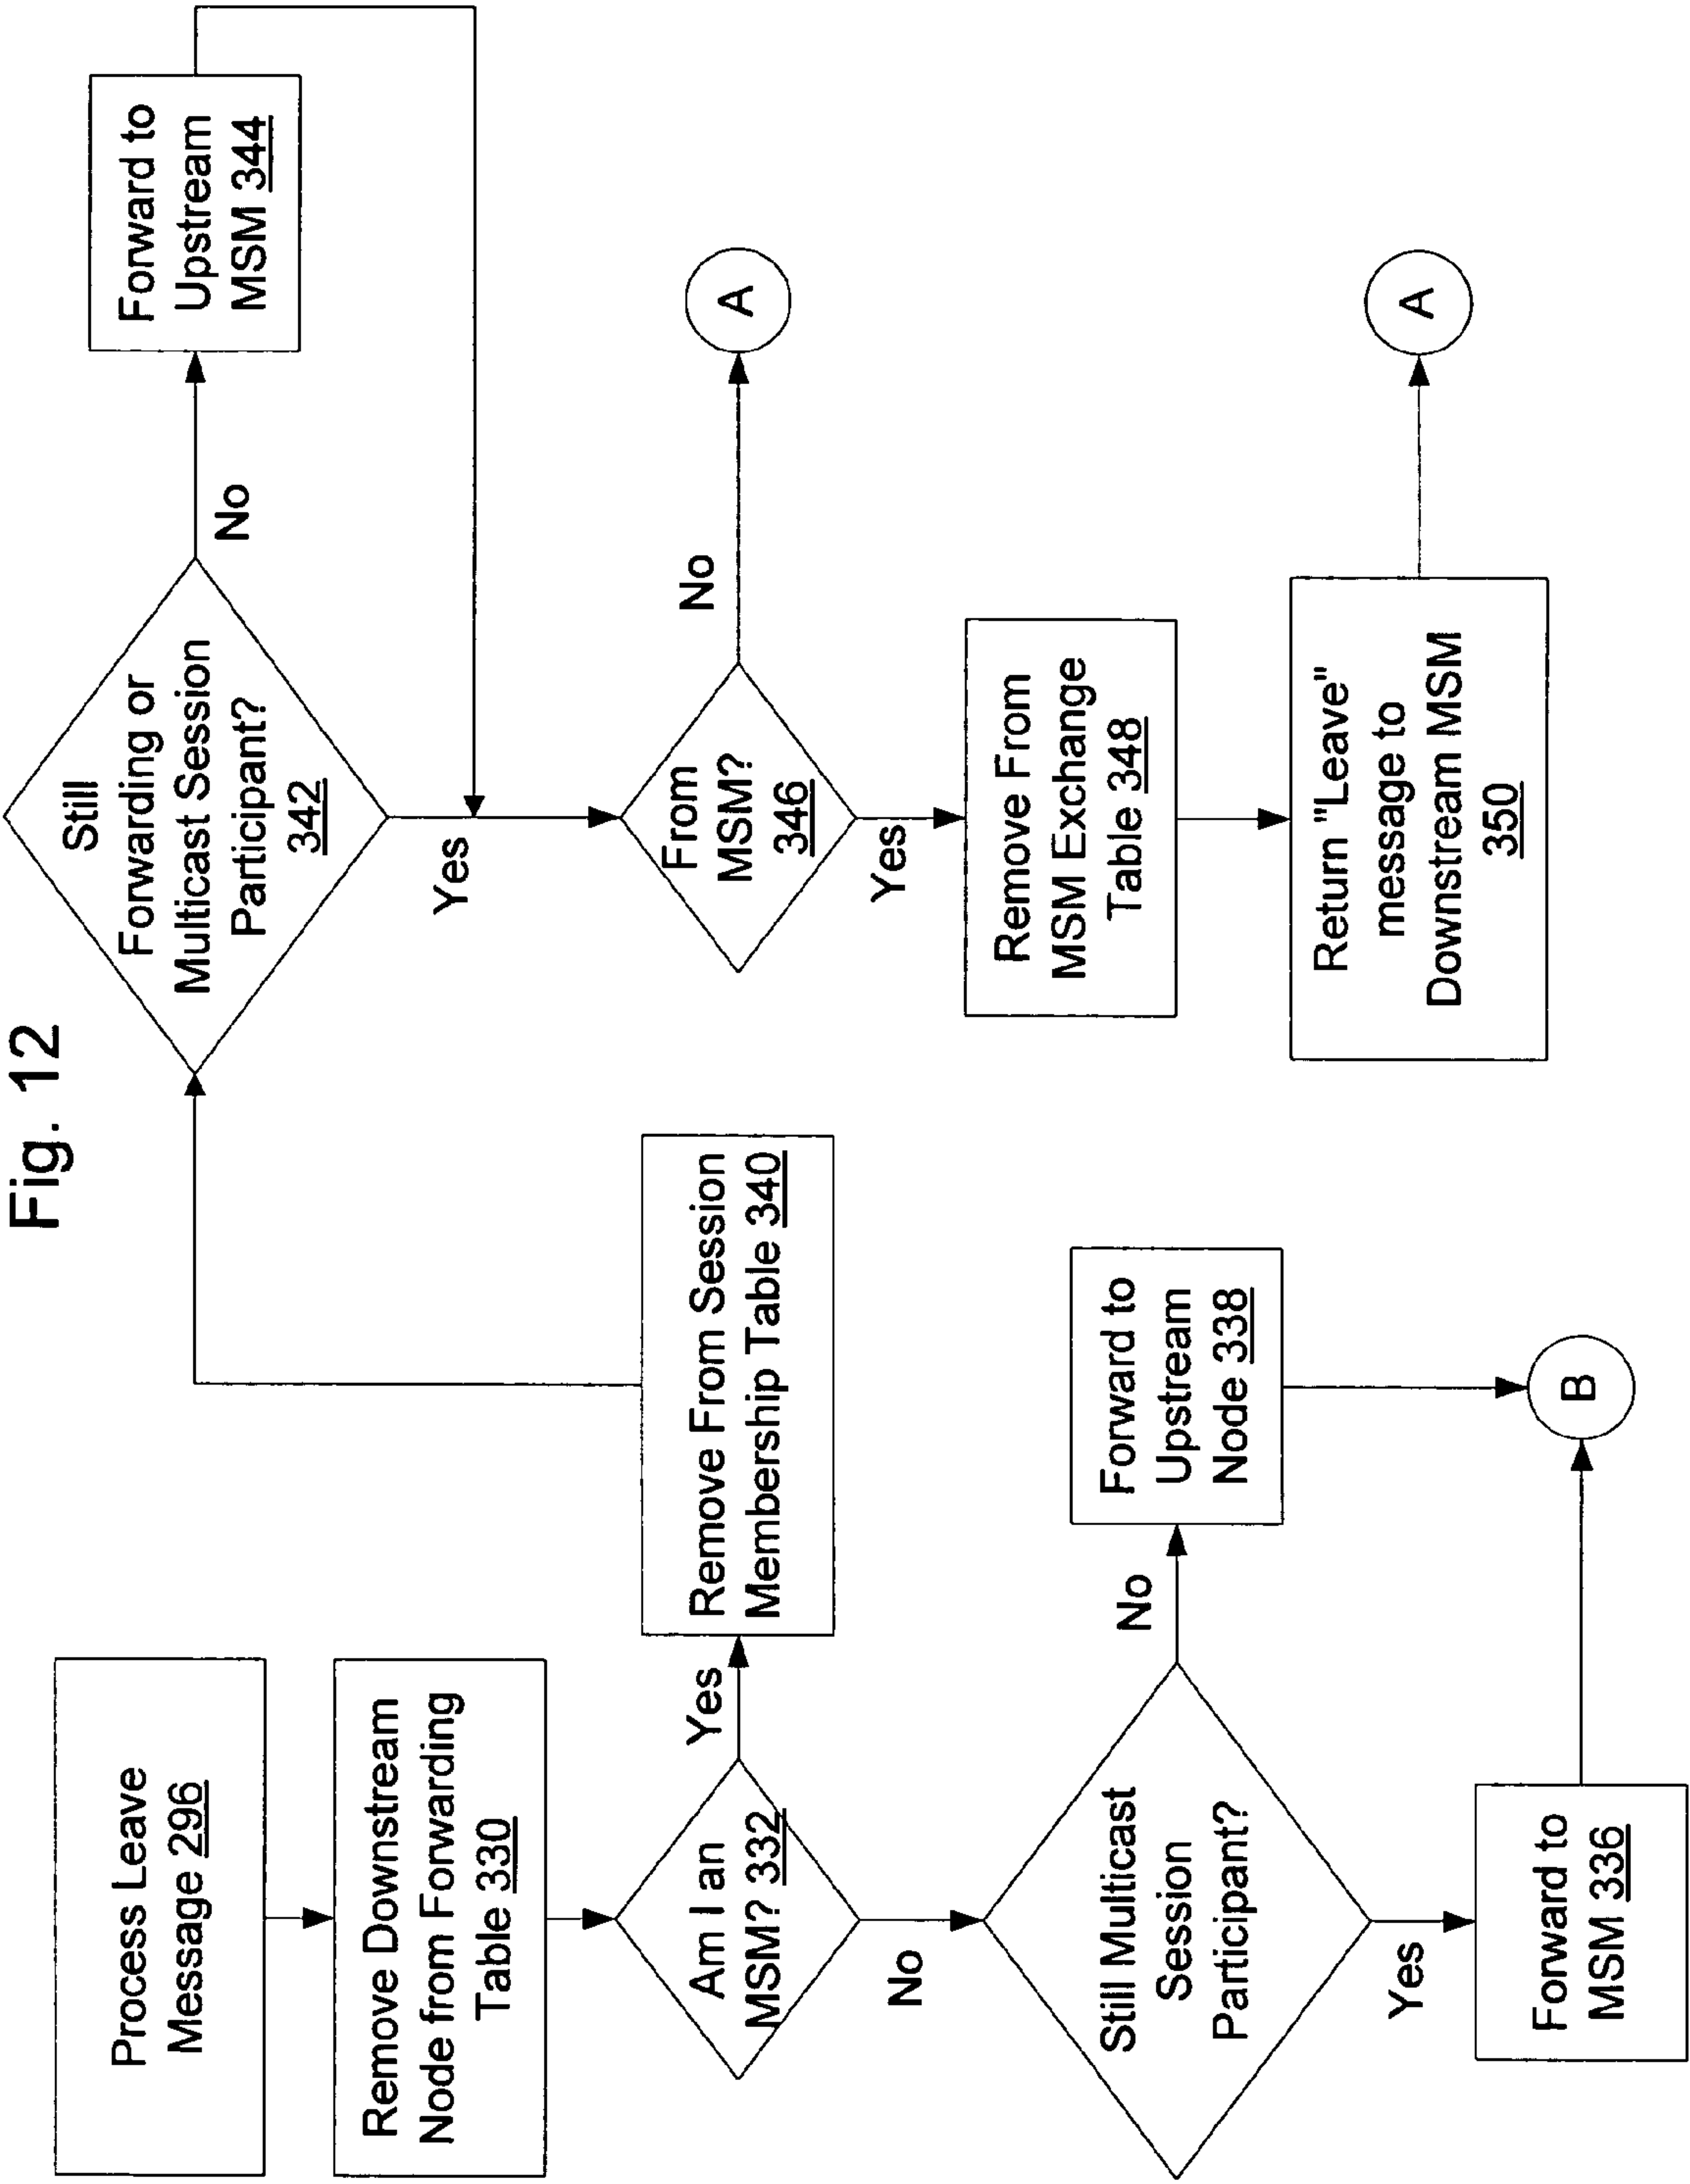 Fig. 12
Process Leave
Message 296
Remove Downstream
Node from Forwarding
Table 330
Am I an
MSM? 332
Yes
No
Remove From Session
Membership Table 340
Still Multicast
Session
Participant?
No
Yes
Forward to
Upstream
Node 338
Forward to
MSM 336
B
Still
Forwarding or
Multicast Session
Participant?
342
No
Yes
Forward to
Upstream
MSM 344
From
MSM?
346
No
Yes
A
Remove From
MSM Exchange
Table 348
Return "Leave"
message to
Downstream MSM
350
A